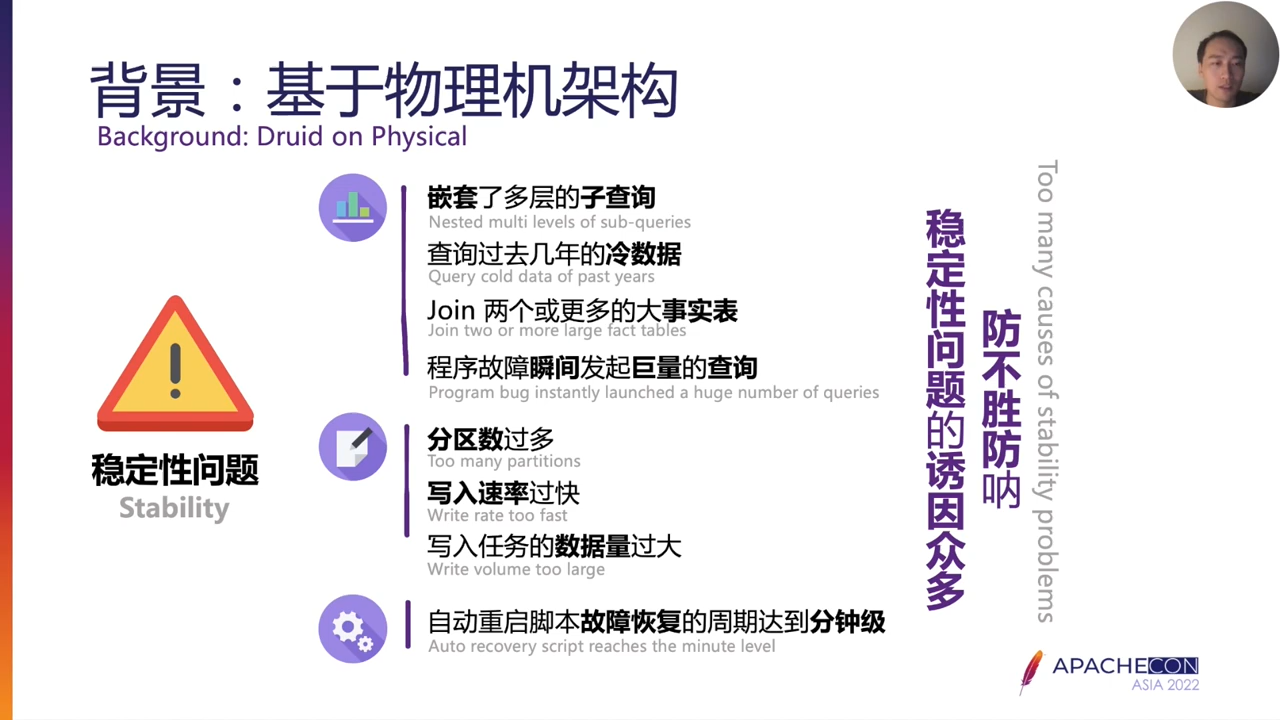 背景：基于物理机架构
Background: Druid on Physical
稳定性问题
Stability
嵌套了多层的子查询
Nested multi levels of sub-queries
查询过去几年的冷数据
Query cold data of past years
Join 两个或更多的大事实表
Join two or more large fact tables
程序故障瞬间发起巨量的查询
Program bug instantly launched a huge number of queries
分区数过多
Too many partitions
写入速率过快
Write rate too fast
写入任务的数据量过大
Write volume too large
自动重启脚本故障恢复的周期达到分钟级
Auto recovery script reaches the minute level
稳定性问题的诱因众多
防不胜防呐
Too many causes of stability problems
APACHECON
ASIA 2022